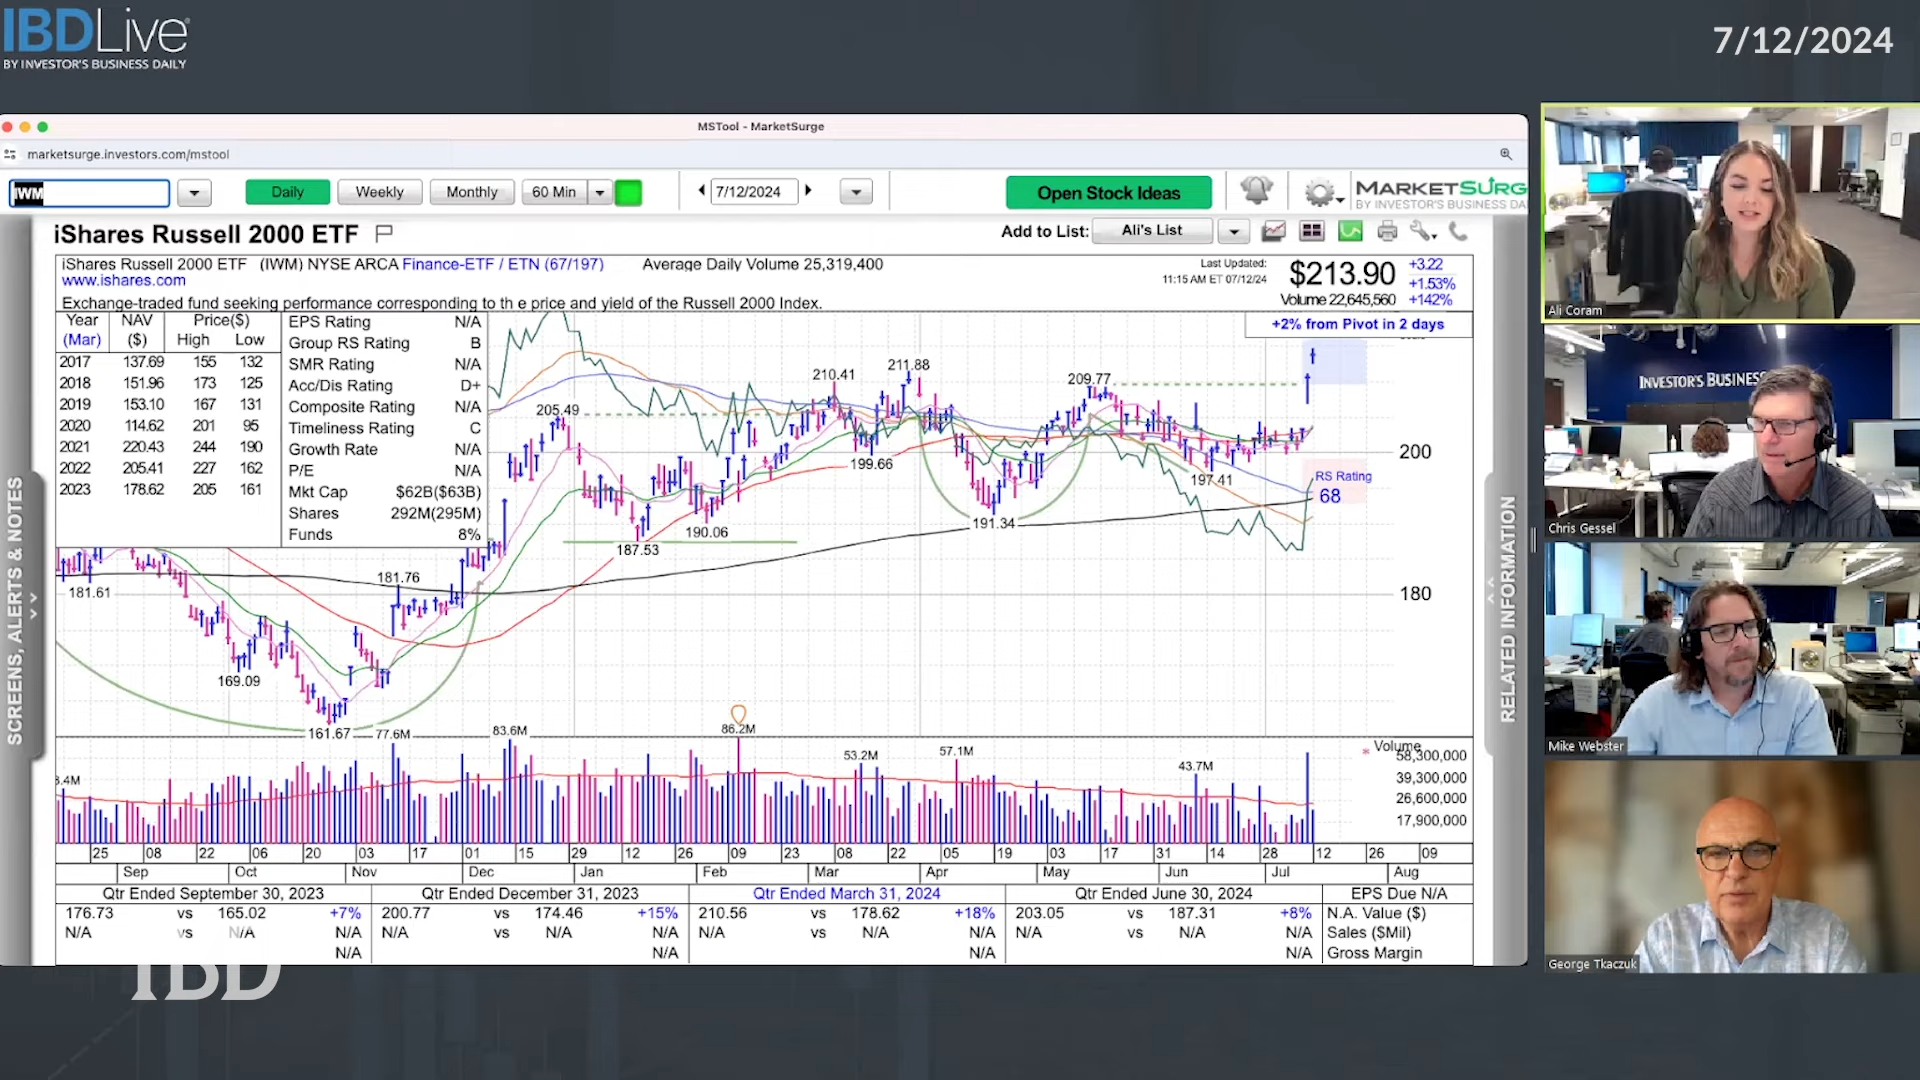 IBDLive
BY INVESTOR'S BUSINESS DAILY
7/12/2024
MSTool - MarketSurge
marketsurge.investors.com/mstool
IWM
Daily
Weekly
Monthly
60 Min
7/12/2024
Open Stock Ideas
MARKETSURG
BY INVESTOR'S BUSINESS DA
iShares Russell 2000 ETF
Add to List:
Ali's List
iShares Russell 2000 ETF (IWM) NYSE ARCA Finance-ETF / ETN (67/197) Average Daily Volume 25,319,400
www.ishares.com
Exchange-traded fund seeking performance corresponding to th e price and yield of the Russell 2000 Index.
Last Updated:
11:15 AM ET 07/12/24
$213.90
+3.22
+1.53%
Volume 22,645,560 +142%
+2% from Pivot in 2 days
Year NAV Price($)
(Mar) ($) High Low
2017 137.69 155 132
2018 151.96 173 125
2019 153.10 167 131
2020 114.62 201 95
2021 220.43 244 190
2022 205.41 227 162
2023 178.62 205 161
EPS Rating N/A
Group RS Rating B
SMR Rating N/A
Acc/Dis Rating D+
Composite Rating N/A
Timeliness Rating C
Growth Rate N/A
P/E N/A
Mkt Cap $62B($63B)
Shares 292M(295M)
Funds 8%
205.49
210.41
211.88
209.77
199.66
197.41
191.34
190.06
187.53
181.76
181.61
169.09
161.67
RS Rating
68
200
180
77.6M
83.6M
86.2M
53.2M
57.1M
43.7M
3.4M
Volume
58,300,000
39,300,000
26,600,000
17,900,000
25 08 22 06 20 03 17 01 15 29 12 26 09 23 08 22 05 19 03 17 31 14 28 12 26 09
Sep Oct Nov Dec Jan Feb Mar Apr May Jun Jul Aug
Qtr Ended September 30, 2023 Qtr Ended December 31, 2023 Qtr Ended March 31, 2024 Qtr Ended June 30, 2024 EPS Due N/A
176.73 vs 165.02 +7% 200.77 vs 174.46 +15% 210.56 vs 178.62 +18% 203.05 vs 187.31 +8% N.A. Value ($)
N/A vs N/A N/A N/A vs N/A N/A N/A vs N/A N/A N/A vs N/A N/A Sales ($Mil)
N/A N/A N/A N/A Gross Margin
SCREENS, ALERTS & NOTES
RELATED INFORMATION
IBD
Ali Coram
INVESTOR'S BUSINESS
Chris Gessel
Mike Webster
George Tkaczuk